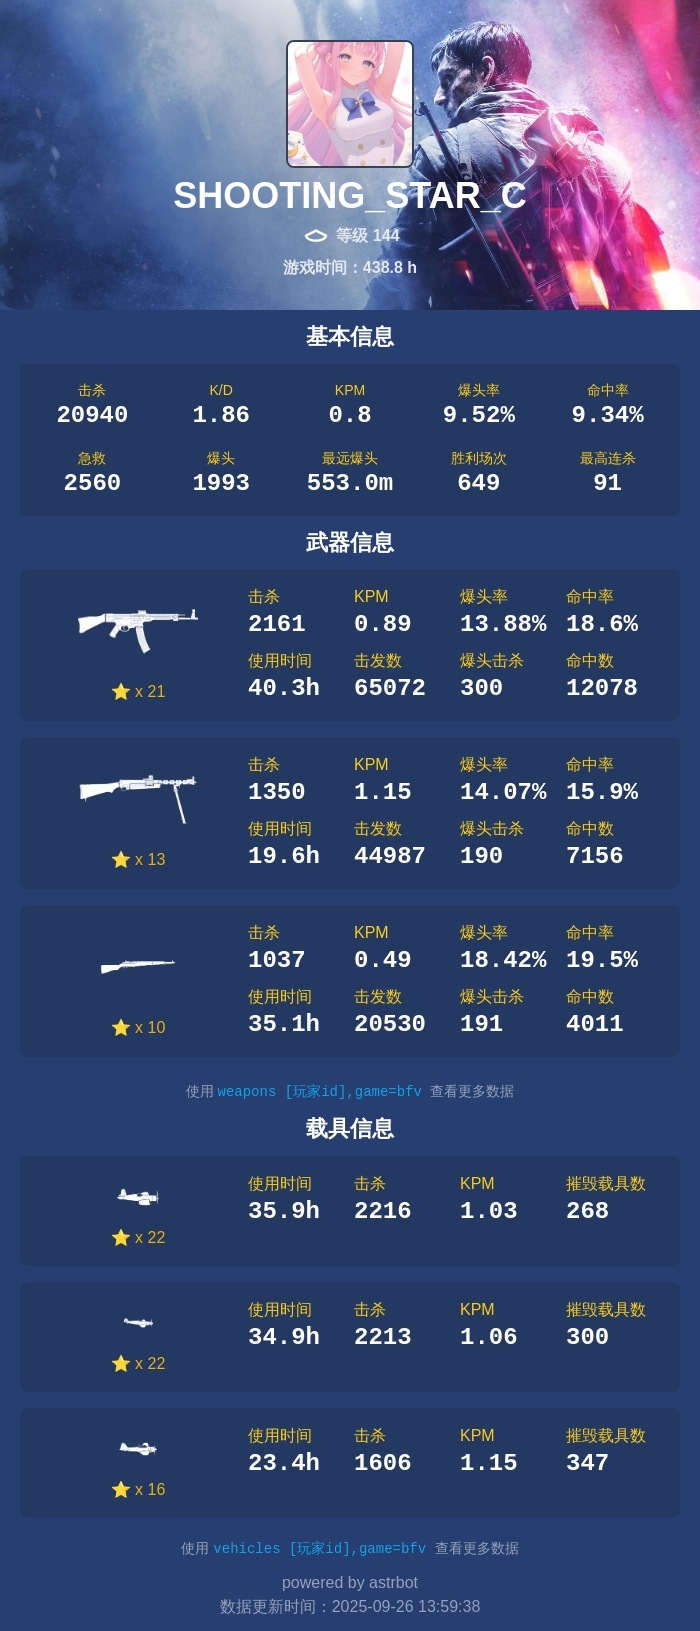 SHOOTING_STAR_C
等级 144
游戏时间：438.8 h
基本信息
击杀 K/D KPM 爆头率 命中率
20940 1.86 0.8 9.52% 9.34%
急救 爆头 最远爆头 胜利场次 最高连杀
2560 1993 553.0m 649 91
武器信息
击杀 KPM 爆头率 命中率
2161 0.89 13.88% 18.6%
使用时间 击发数 爆头击杀 命中数
40.3h 65072 300 12078
x 21
击杀 KPM 爆头率 命中率
1350 1.15 14.07% 15.9%
使用时间 击发数 爆头击杀 命中数
19.6h 44987 190 7156
x 13
击杀 KPM 爆头率 命中率
1037 0.49 18.42% 19.5%
使用时间 击发数 爆头击杀 命中数
35.1h 20530 191 4011
x 10
使用 weapons [玩家id],game=bfv 查看更多数据
载具信息
使用时间 击杀 KPM 摧毁载具数
35.9h 2216 1.03 268
x 22
使用时间 击杀 KPM 摧毁载具数
34.9h 2213 1.06 300
x 22
使用时间 击杀 KPM 摧毁载具数
23.4h 1606 1.15 347
x 16
使用 vehicles [玩家id],game=bfv 查看更多数据
powered by astrbot
数据更新时间：2025-09-26 13:59:38